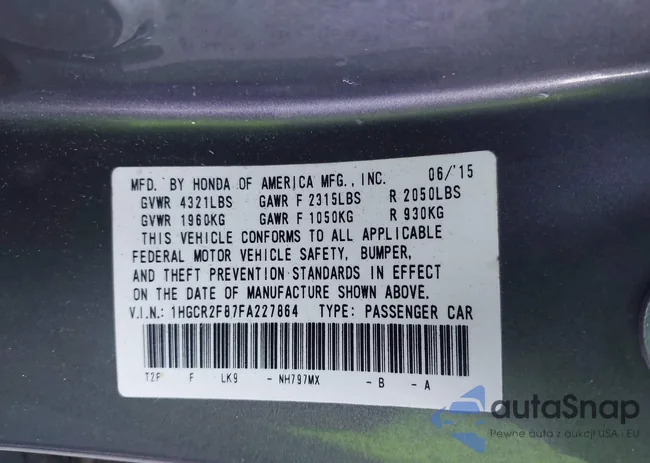 MFD. BY HONDA OF AMERICA MFG., INC. 06/'15
GVWR 4321LBS GAWR F 2315LBS R 2050LBS
GVWR 1960KG GAWR F 1050KG R 930KG
THIS VEHICLE CONFORMS TO ALL APPLICABLE
FEDERAL MOTOR VEHICLE SAFETY, BUMPER,
AND THEFT PREVENTION STANDARDS IN EFFECT
ON THE DATE OF MANUFACTURE SHOWN ABOVE.
V.I.N.: 1HGCR2F87FA227864 TYPE: PASSENGER CAR
T2F F LK9 - NH797MX - B - A
autaSnap
Pewne auta z aukcji USA - EU